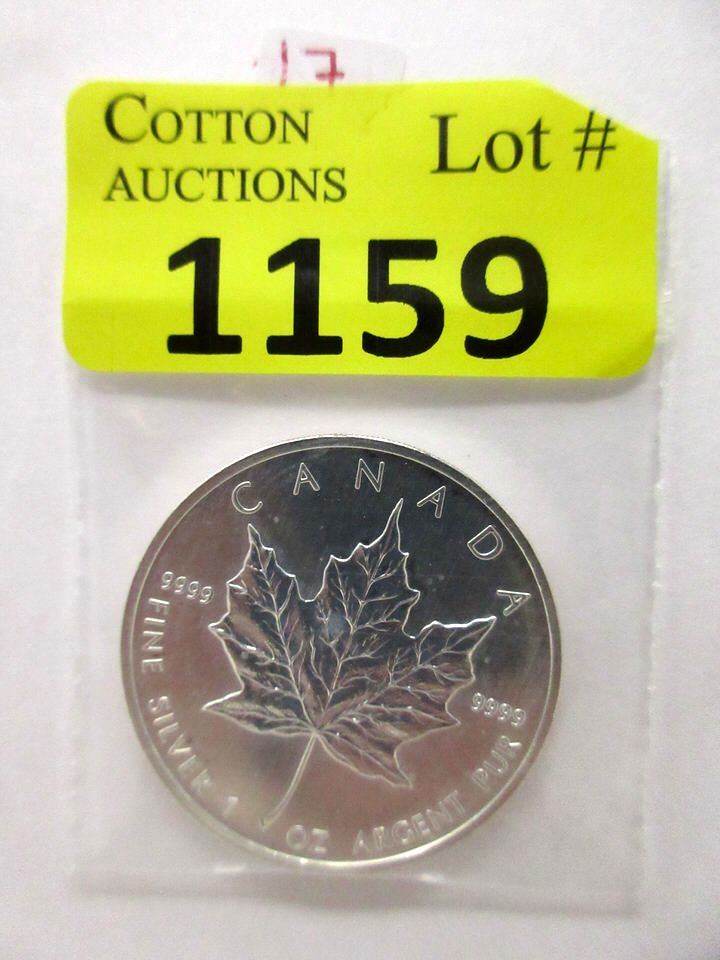 17
COTTON
AUCTIONS
Lot #
1159
CANADA
9999
9999
FINE SILVER 1 OZ ARGENT PUR